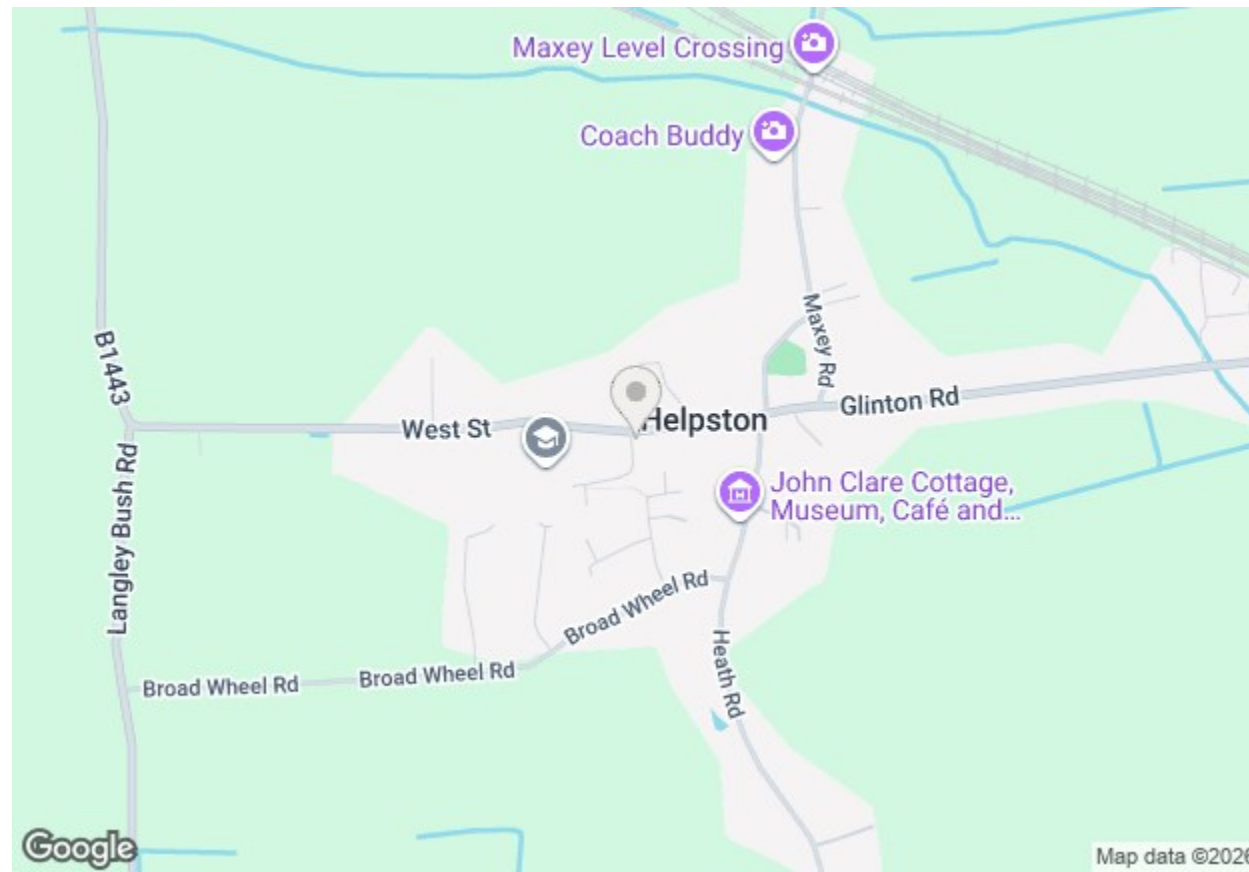 Maxey Level Crossing
Coach Buddy
Maxey Rd
B1443
West St
Helpston
Glinton Rd
Langley Bush Rd
John Clare Cottage,
Museum, Café and...
Broad Wheel Rd
Heath Rd
Broad Wheel Rd
Broad Wheel Rd
Google
Map data ©2026